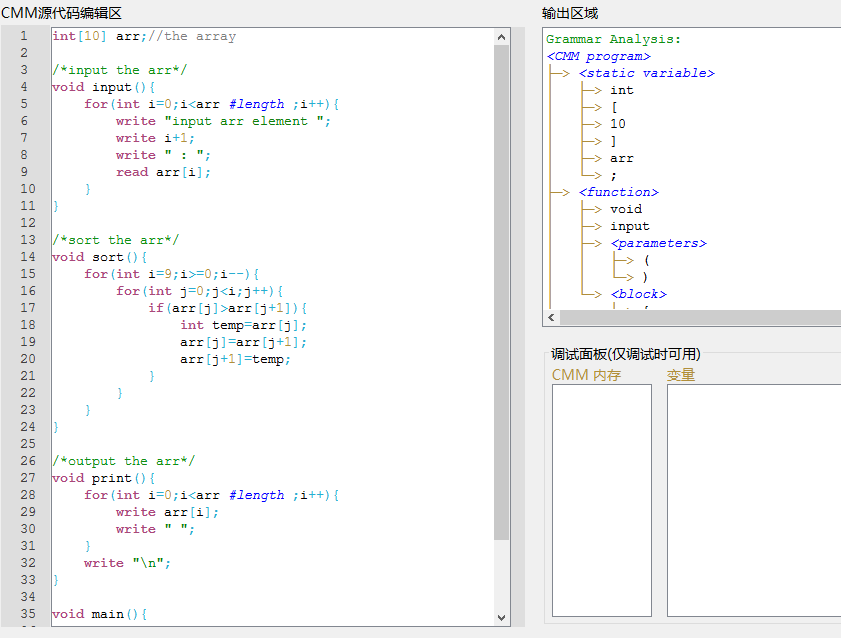 CMM源代码编辑区
1 int[10] arr;//the array
2
3 /*input the arr*/
4 void input(){
5 for(int i=0;i<arr #length ;i++){
6 write "input arr element ";
7 write i+1;
8 write " : ";
9 read arr[i];
10 }
11 }
12
13 /*sort the arr*/
14 void sort(){
15 for(int i=9;i>=0;i--){
16 for(int j=0;j<i;j++){
17 if(arr[j]>arr[j+1]){
18 int temp=arr[j];
19 arr[j]=arr[j+1];
20 arr[j+1]=temp;
21 }
22 }
23 }
24 }
25
26 /*output the arr*/
27 void print(){
28 for(int i=0;i<arr #length ;i++){
29 write arr[i];
30 write " ";
31 }
32 write "\n";
33 }
34
35 void main(){
输出区域
Grammar Analysis:
<CMM program>
<static variable>
int
[
10
]
arr
;
<function>
void
input
<parameters>
(
)
<block>
调试面板(仅调试时可用)
CMM 内存 变量